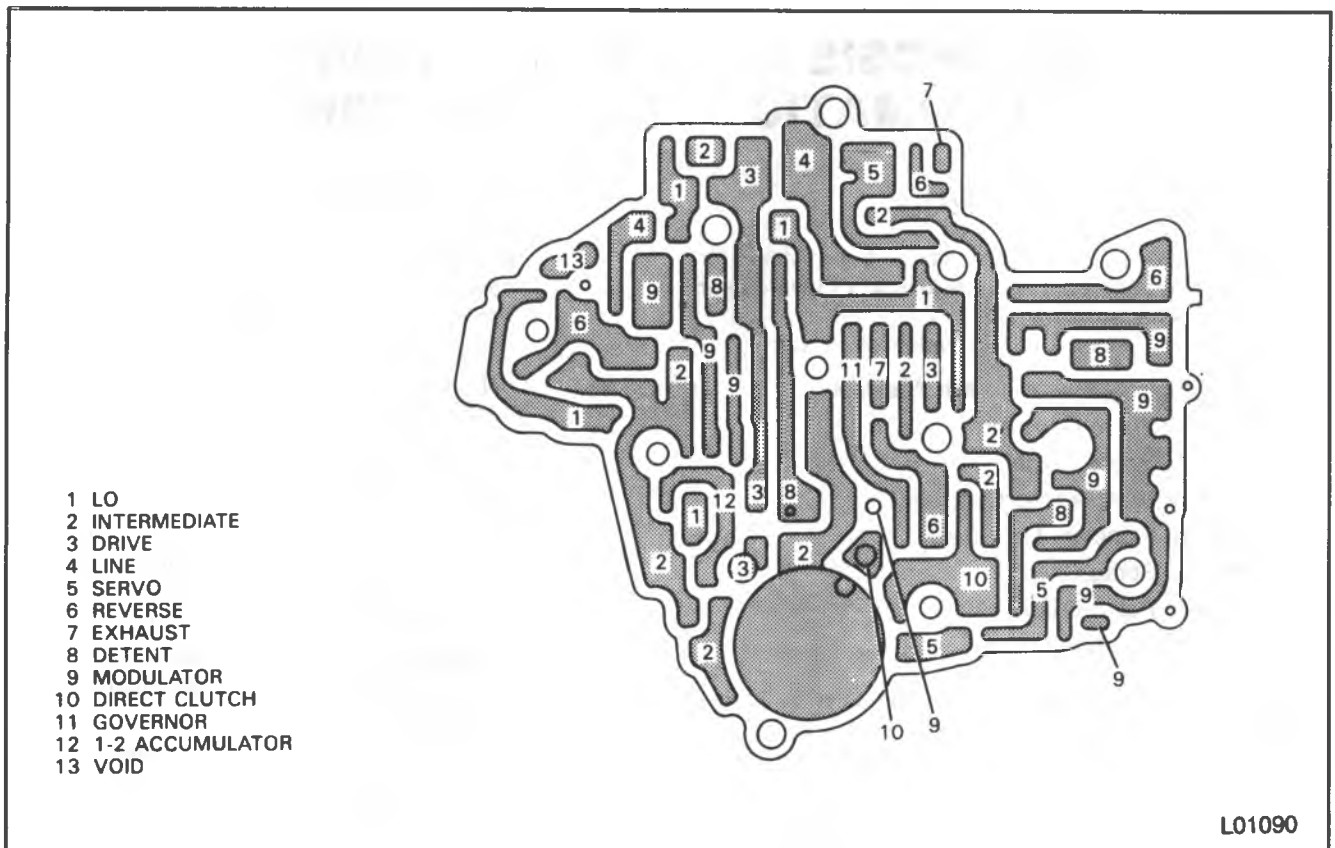 7
2
4
5
3
6
1
2
4
1
13
6
8
9
1
6
9
9
8
2
11 7 2 3
9
9
1
2
2
9
3
8
12
8
1
6
2
2
3
10
5
9
5
2
9
10
9
1 LO
2 INTERMEDIATE
3 DRIVE
4 LINE
5 SERVO
6 REVERSE
7 EXHAUST
8 DETENT
9 MODULATOR
10 DIRECT CLUTCH
11 GOVERNOR
12 1-2 ACCUMULATOR
13 VOID
L01090